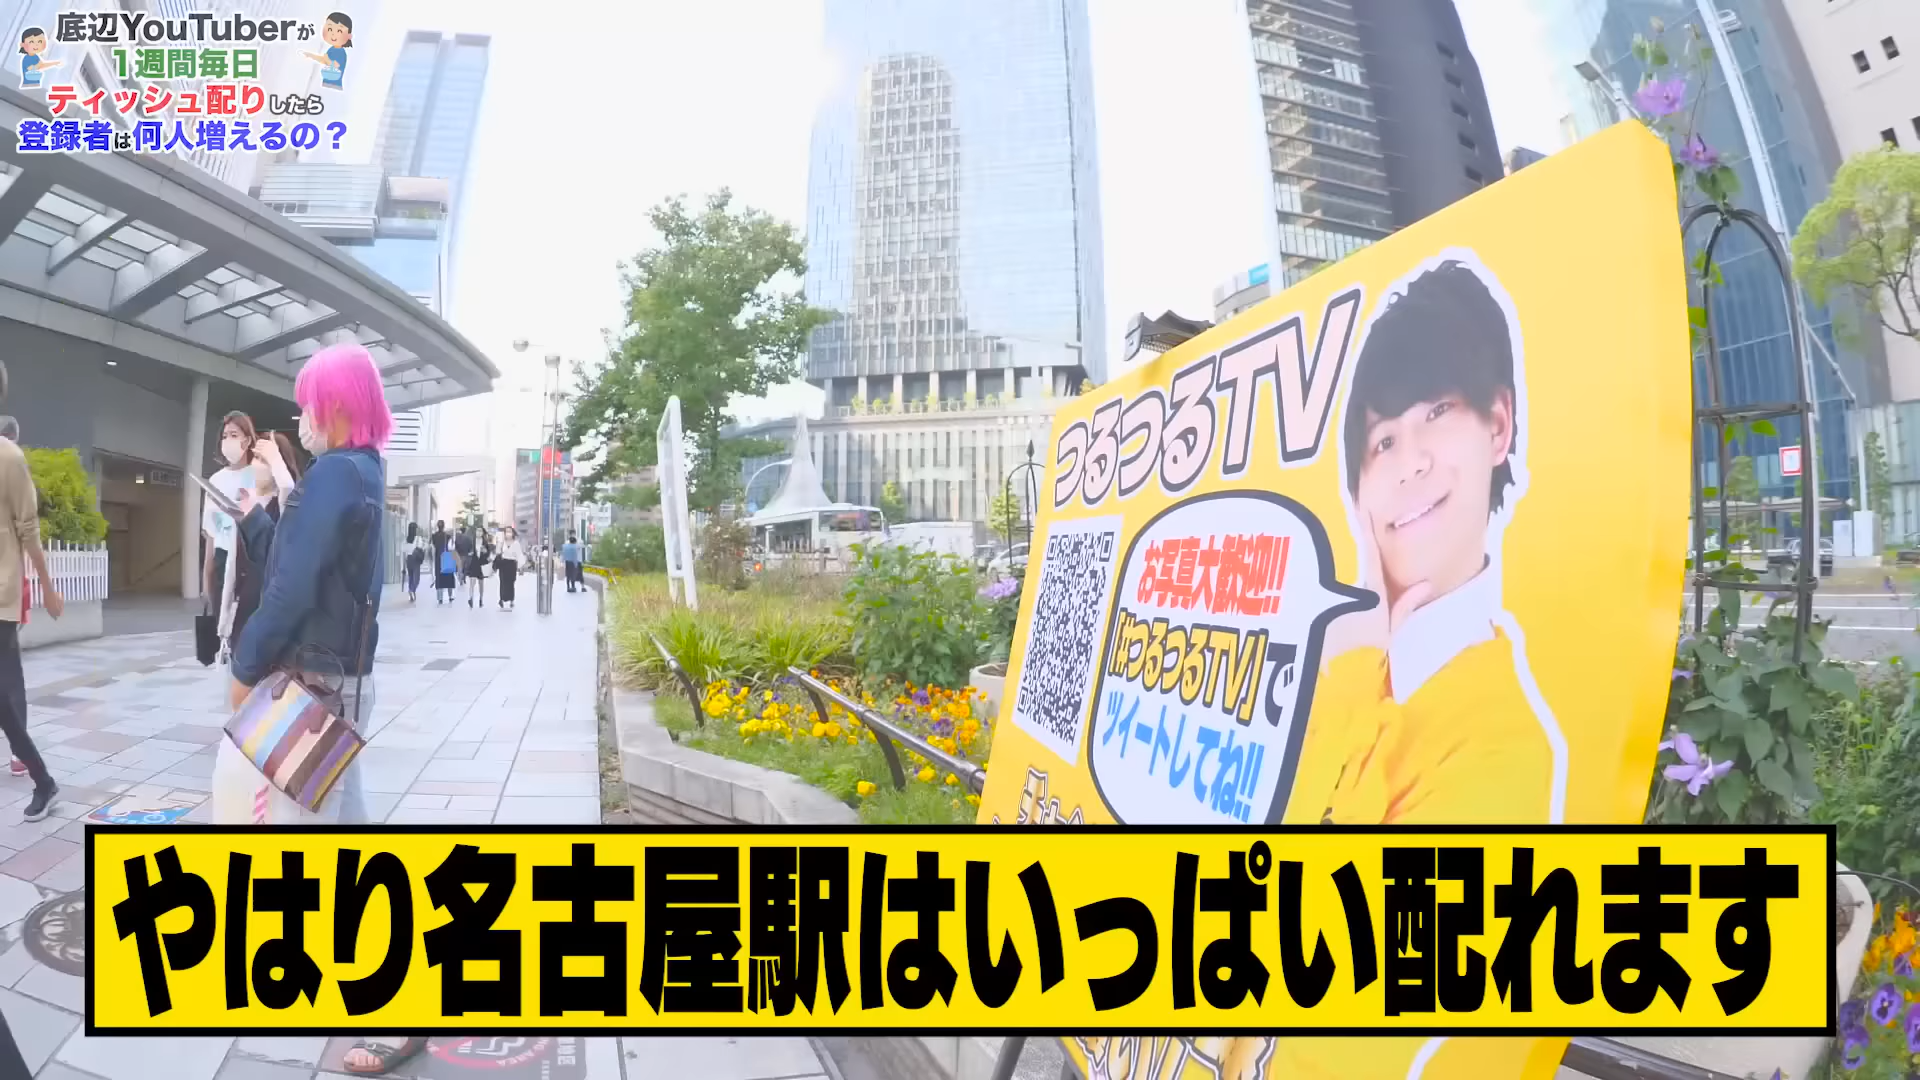 底辺YouTuberが
1週間毎日
ティッシュ配りしたら
登録者は何人増えるの？
つるつるTV
お写真大歓迎!!
「#つるつるTV」で
ツイートしてね!!
やはり名古屋駅はいっぱい配れます